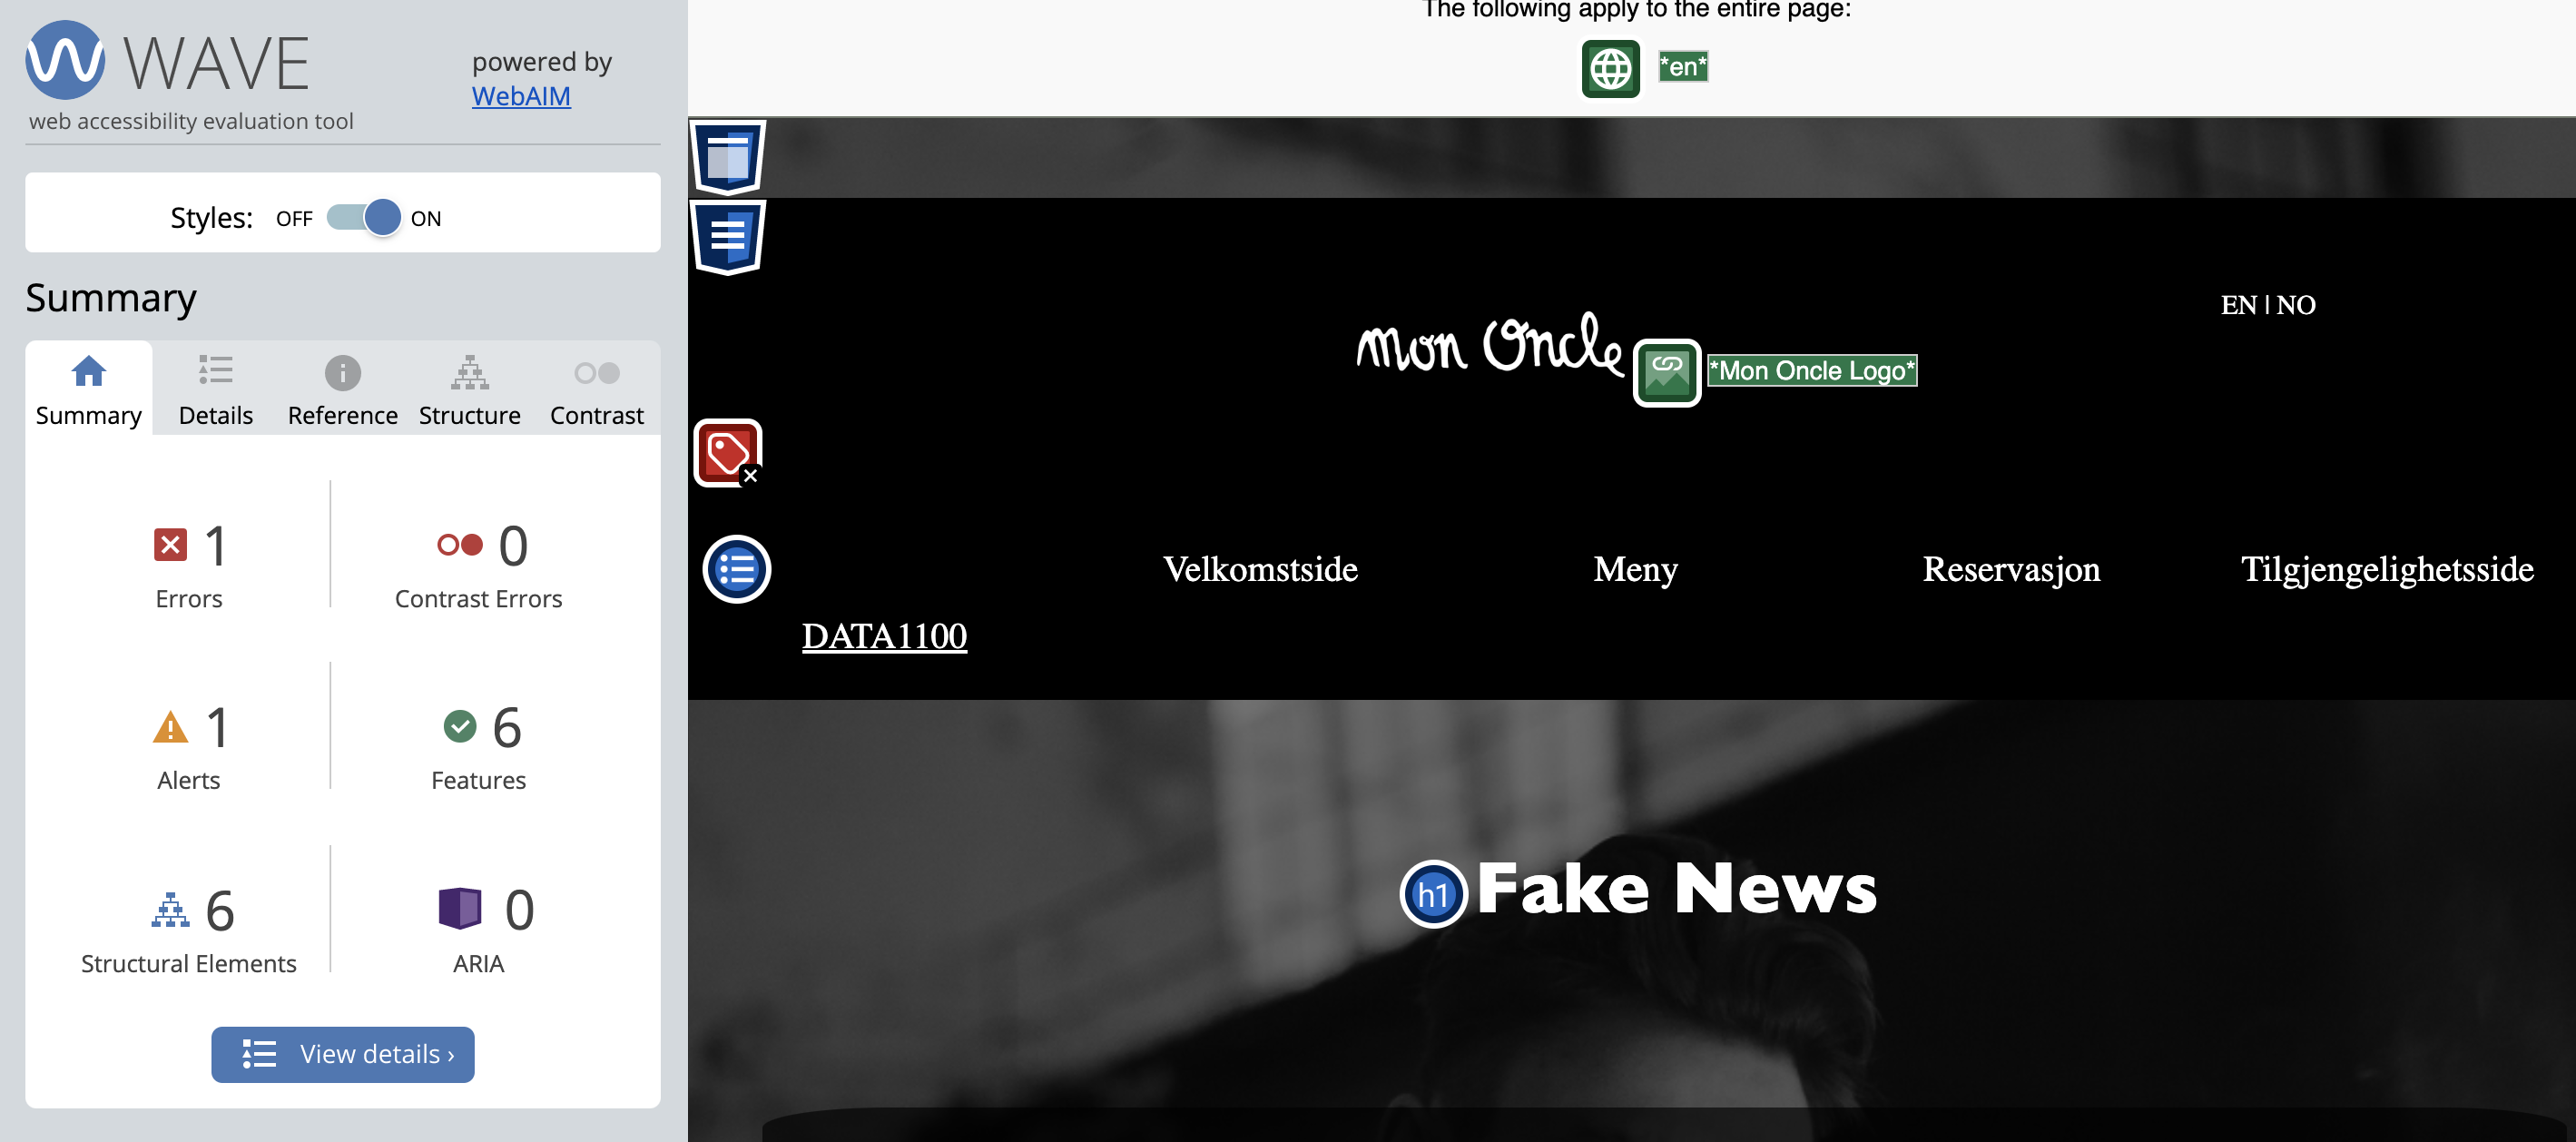 WAVE
powered by
WebAIM
web accessibility evaluation tool
Styles: OFF ON
Summary
Summary Details Reference Structure Contrast
1 0
Errors Contrast Errors
1 6
Alerts Features
6 0
Structural Elements ARIA
View details ›
The following apply to the entire page:
*en*
EN | NO
mon oncle *Mon Oncle Logo*
Velkomstside Meny Reservasjon Tilgjengelighetsside
DATA1100
h1 Fake News